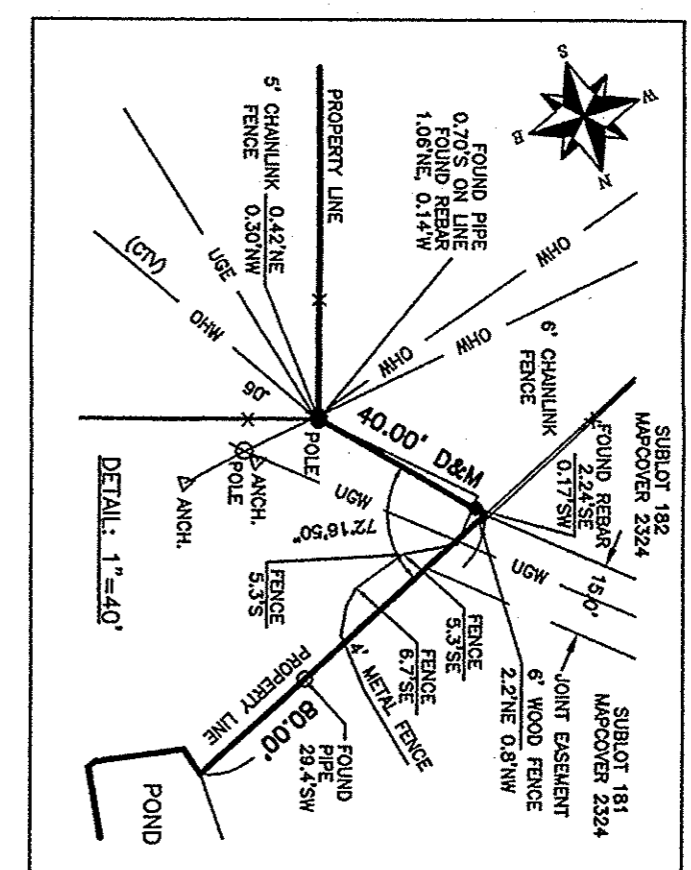 S
W
B
N
PROPERTY LINE
5' CHAINLINK
FENCE
0.42'NE
0.30'NW
FOUND PIPE
0.70'S ON LINE
FOUND REBAR
1.06'NE, 0.14'W
OHW
OHW
OHW
OHW
UGE
OHW
(CTV)
90°
6' CHAINLINK
FENCE
SUBLOT 182
MAPCOVER 2324
FOUND REBAR
2.24'SE
0.17'SW
40.00' D&M
POLE
POLE
ANCH.
ANCH.
UGW
UGW
15.0'
72°16'50"
DETAIL: 1"=40'
FENCE
5.3'S
FENCE
5.3'SE
FENCE
6.7'SE
6' WOOD FENCE
2.2'NE 0.8'NW
JOINT EASEMENT
SUBLOT 181
MAPCOVER 2324
4' METAL FENCE
PROPERTY LINE
80.00'
FOUND
PIPE
29.4'SW
POND